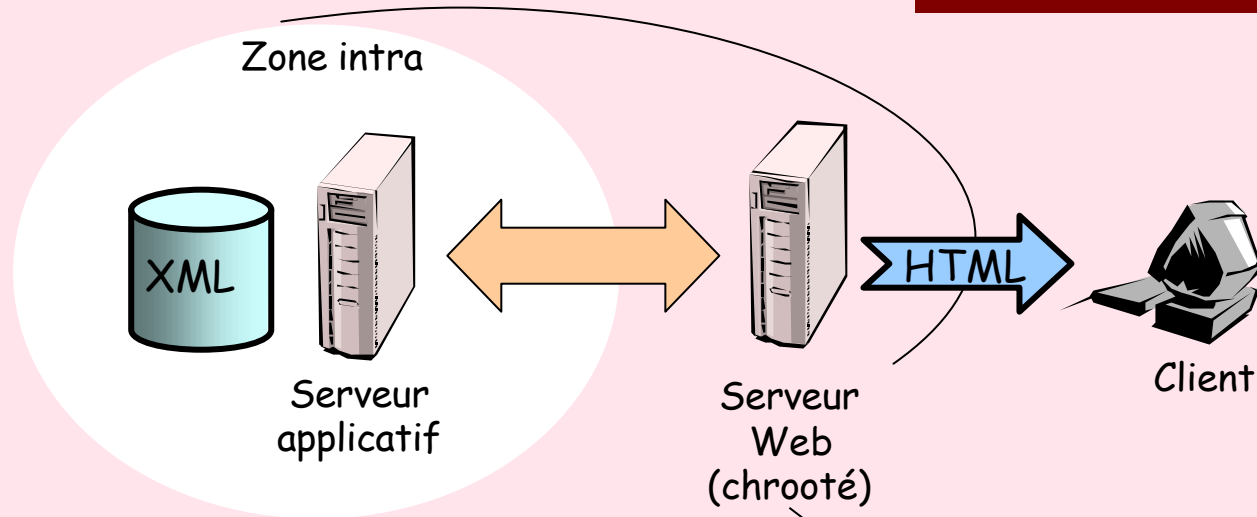 Zone intra
XML
HTML
Serveur
applicatif
Serveur
Web
(chrooté)
Client